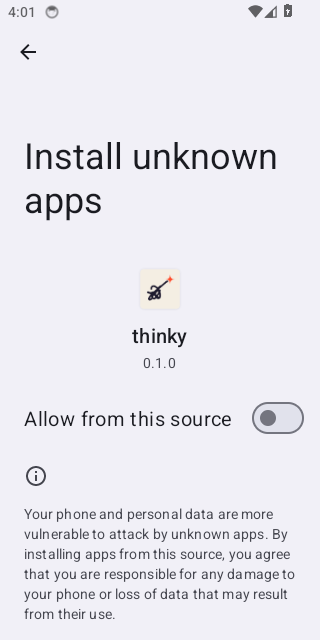 4:01
Install unknown
apps
thinky
0.1.0
Allow from this source
Your phone and personal data are more
vulnerable to attack by unknown apps. By
installing apps from this source, you agree
that you are responsible for any damage to
your phone or loss of data that may result
from their use.